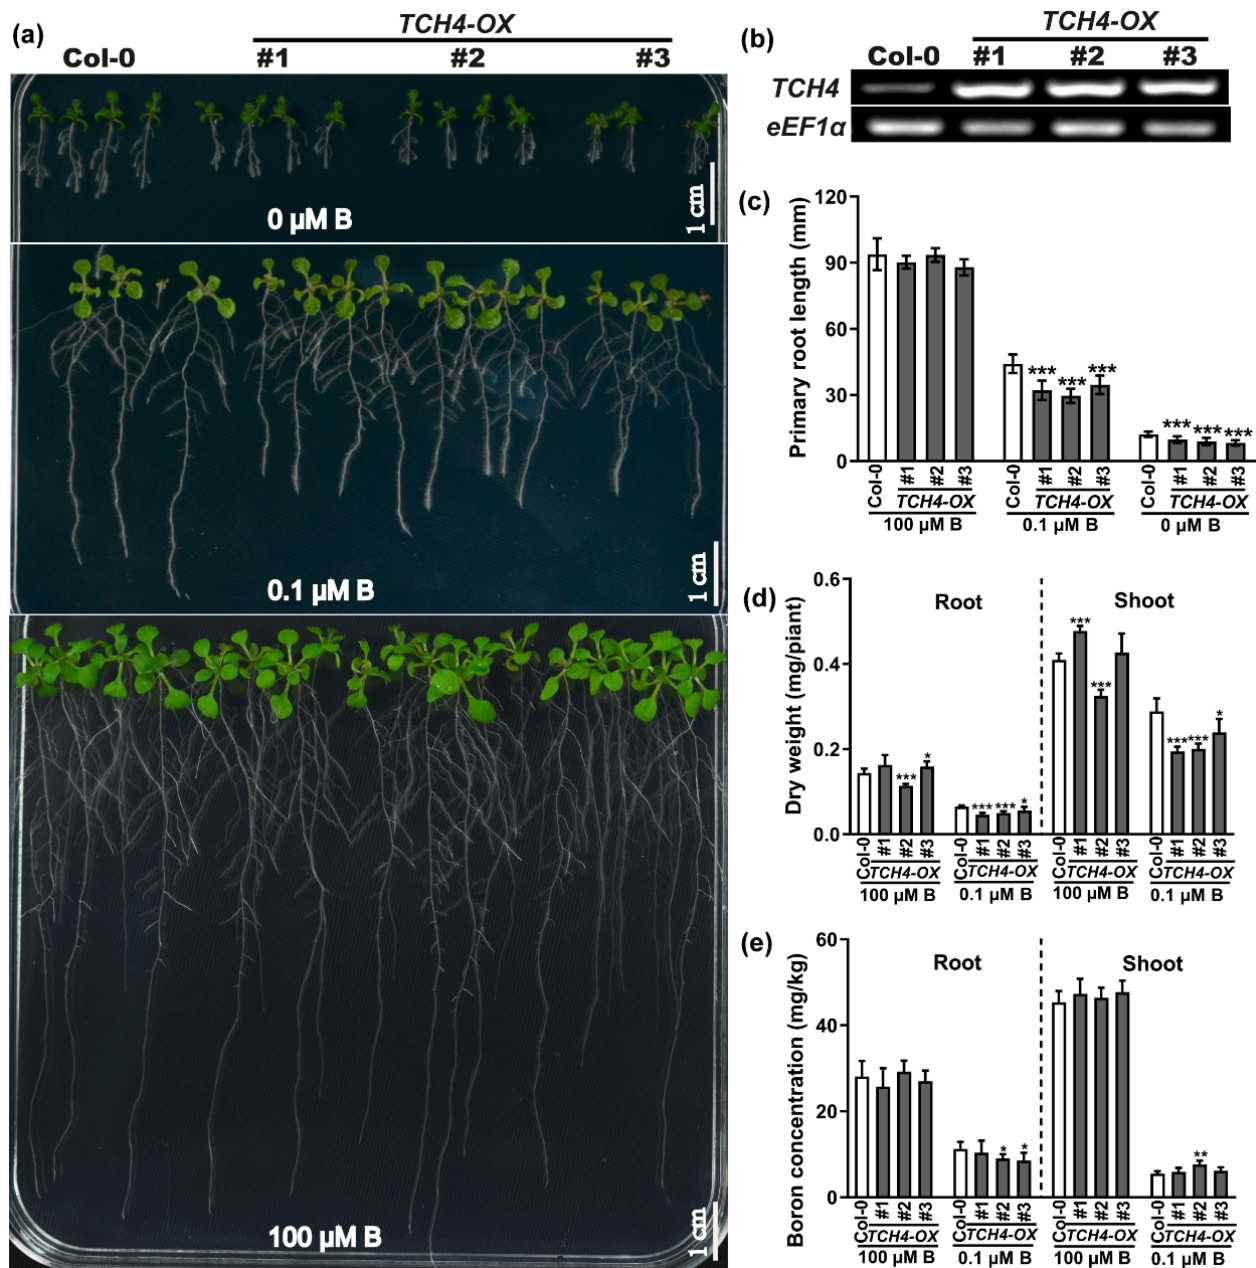 (a)
TCH4-OX
Col-0 #1 #2 #3
0 µM B
1 cm
0.1 µM B
1 cm
100 µM B
1 cm
(b)
TCH4-OX
Col-0 #1 #2 #3
TCH4
eEF1α
(c)
Primary root length (mm)
120
90
60
30
0
*** *** ***
*** *** ***
Col-0 #1 #2 #3 Col-0 #1 #2 #3 Col-0 #1 #2 #3
TCH4-OX TCH4-OX TCH4-OX
100 µM B 0.1 µM B 0 µM B
(d)
Dry weight (mg/piant)
Root Shoot
0.6
0.4
0.2
0.0
*** * *** *** * *** *** *** *** *
Col-0 #1 #2 #3 Col-0 #1 #2 #3 Col-0 #1 #2 #3 Col-0 #1 #2 #3
TCH4-OX TCH4-OX TCH4-OX TCH4-OX
100 µM B 0.1 µM B 100 µM B 0.1 µM B
(e)
Boron concentration (mg/kg)
Root Shoot
60
40
20
0
* * **
Col-0 #1 #2 #3 Col-0 #1 #2 #3 Col-0 #1 #2 #3 Col-0 #1 #2 #3
TCH4-OX TCH4-OX TCH4-OX TCH4-OX
100 µM B 0.1 µM B 100 µM B 0.1 µM B